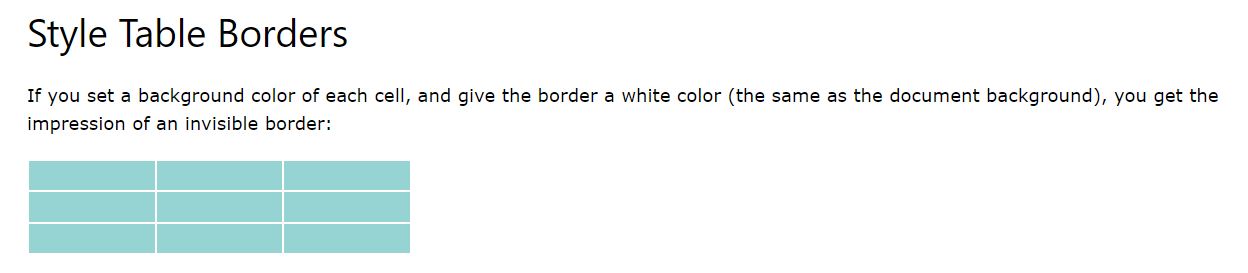 Style Table Borders
If you set a background color of each cell, and give the border a white color (the same as the document background), you get the
impression of an invisible border: